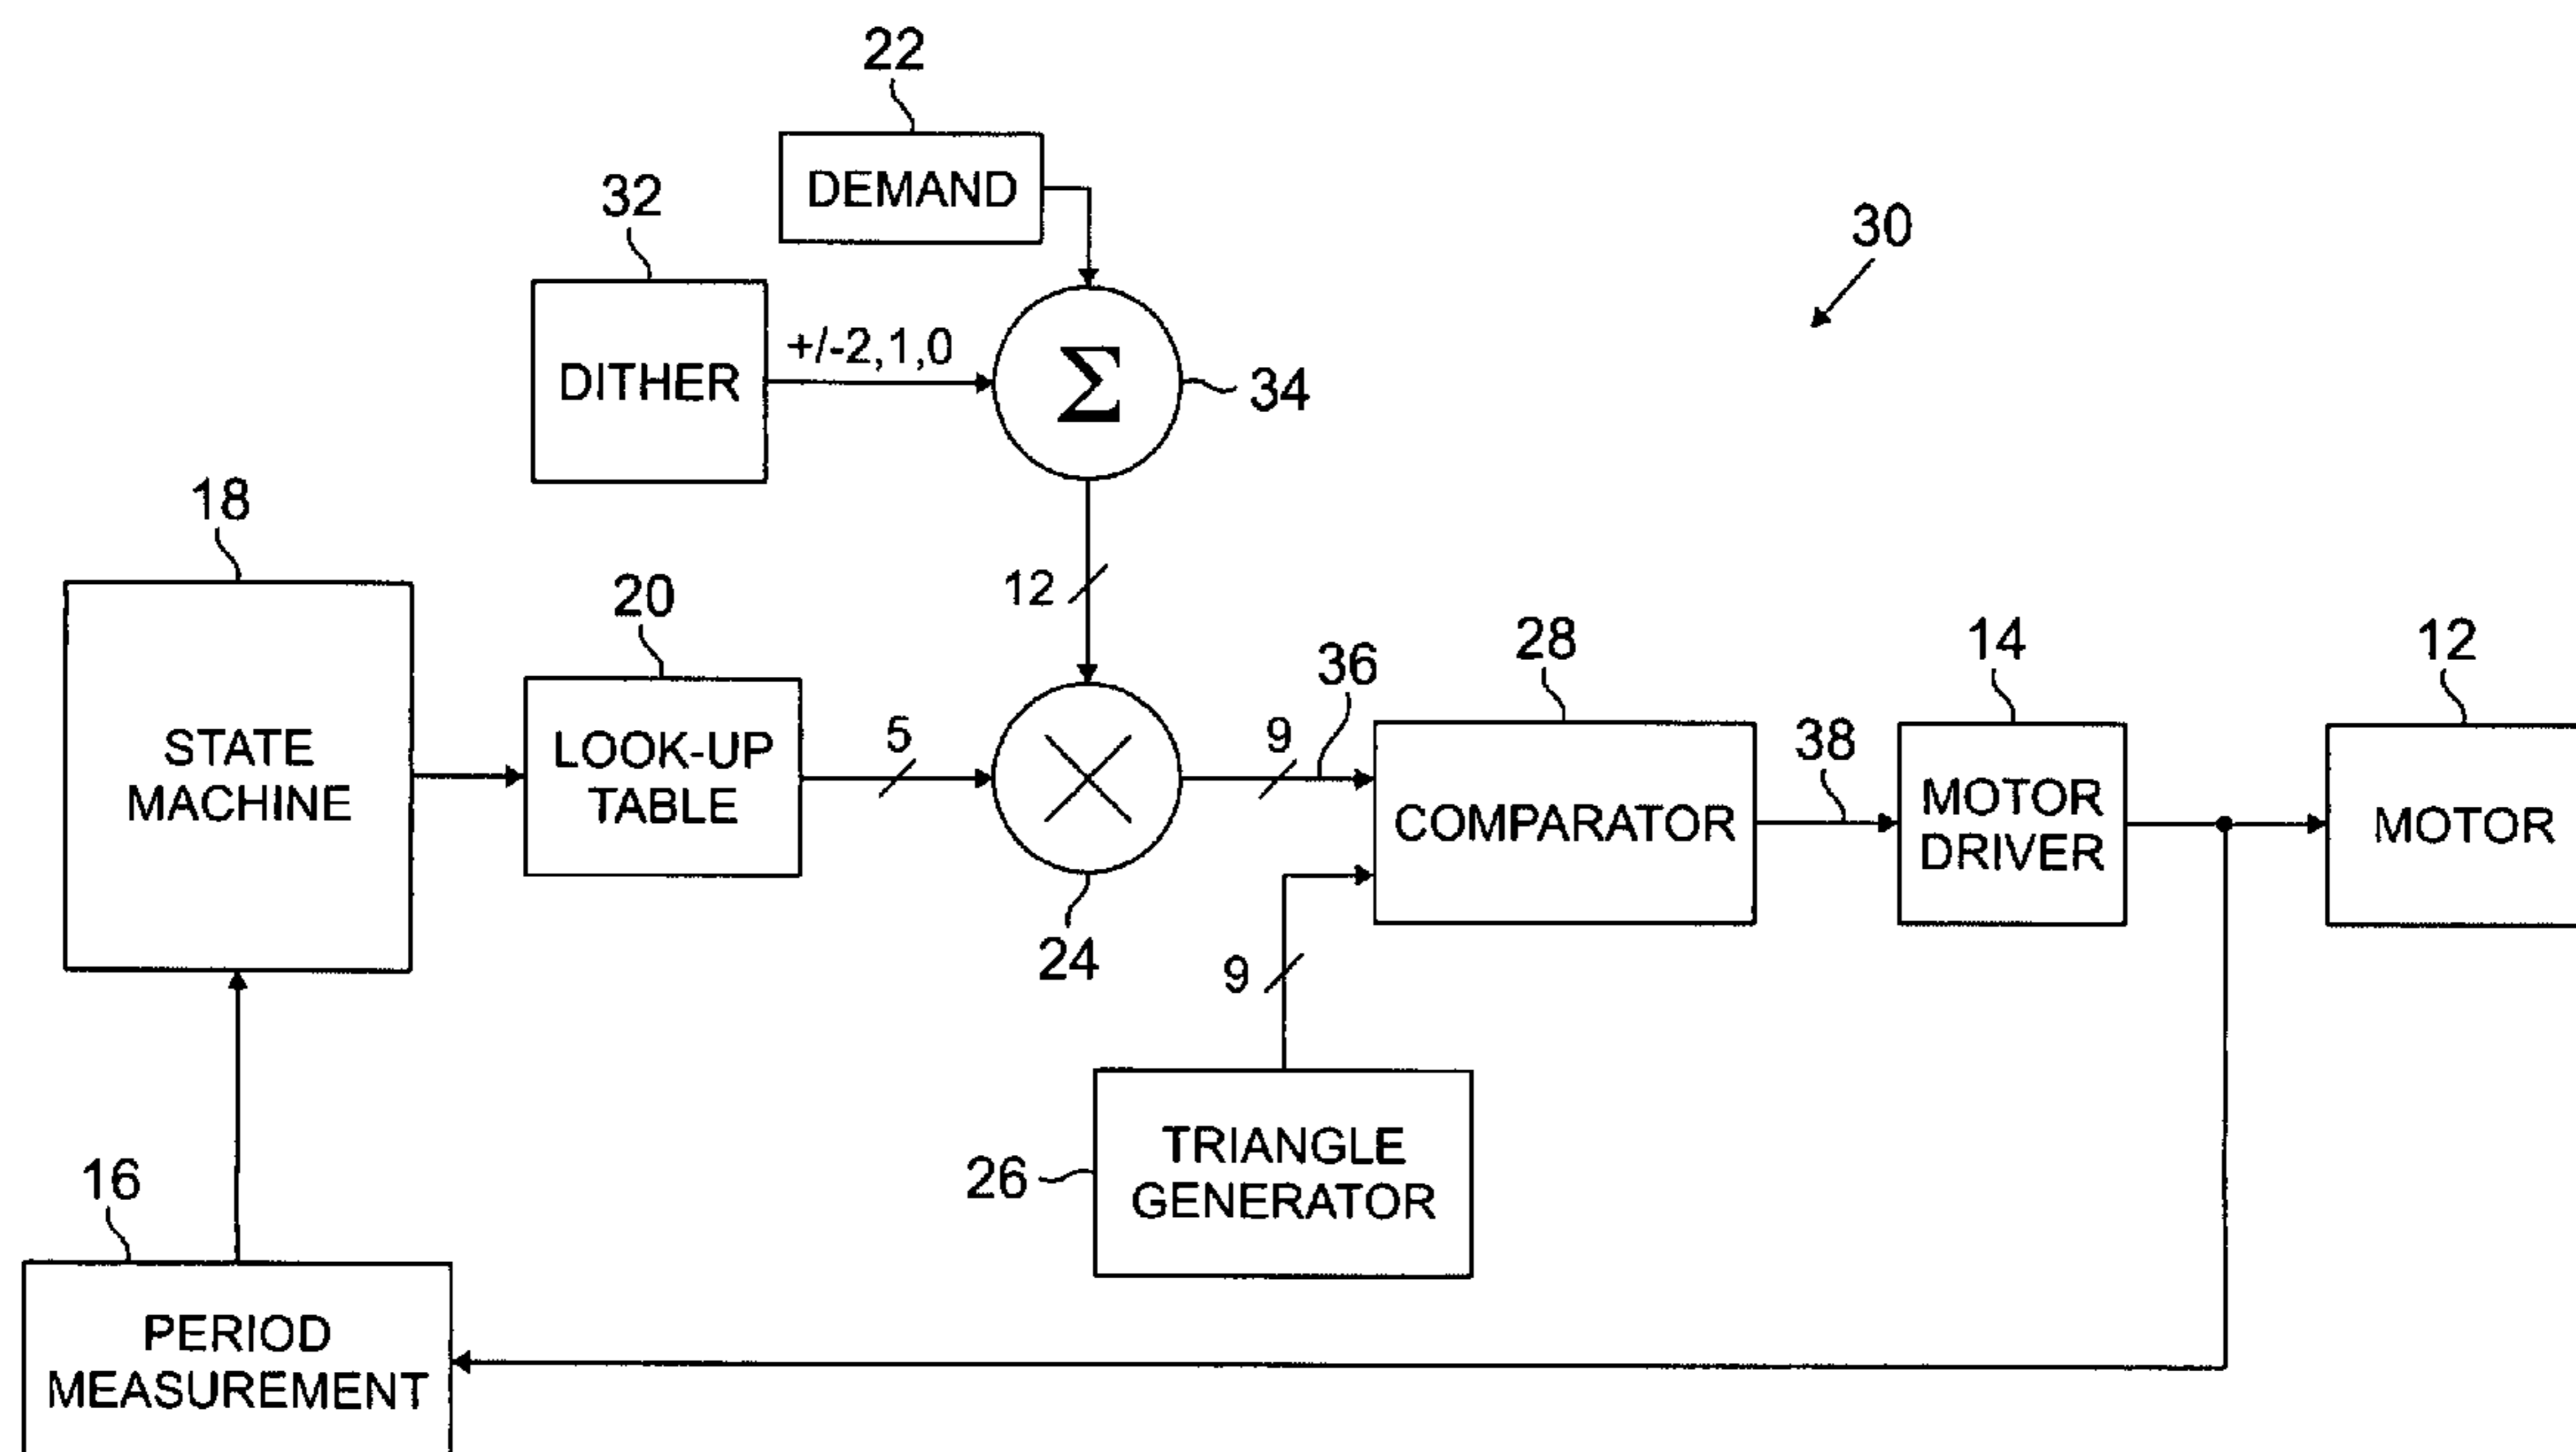 22
DEMAND
32
30
DITHER
+/-2,1,0
Σ
34
18
12
20
STATE
MACHINE
LOOK-UP
TABLE
5
24
9
36
28
COMPARATOR
38
14
MOTOR
DRIVER
12
MOTOR
9
26
TRIANGLE
GENERATOR
16
PERIOD
MEASUREMENT